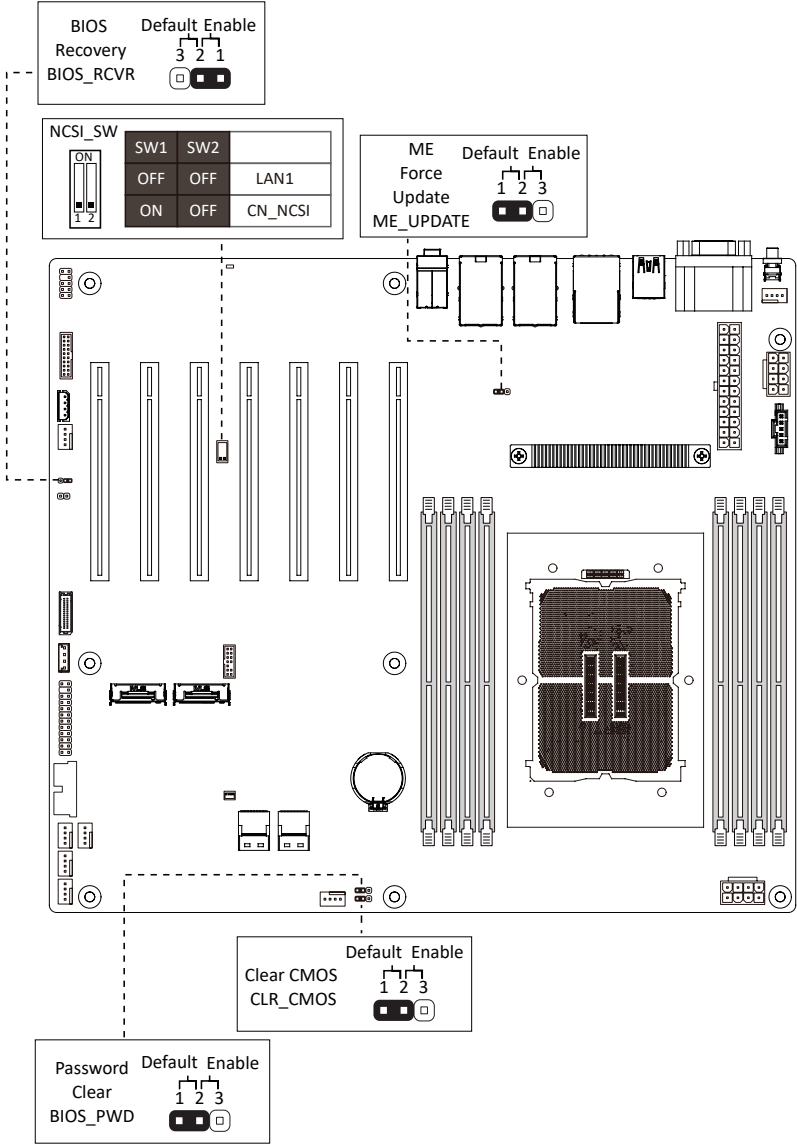 BIOS
Recovery
BIOS_RCVR
Default Enable
3 2 1
NCSI_SW
ON
1 2
SW1 SW2
OFF OFF LAN1
ON OFF CN_NCSI
ME
Force
Update
ME_UPDATE
Default Enable
1 2 3
Clear CMOS
CLR_CMOS
Default Enable
1 2 3
Password
Clear
BIOS_PWD
Default Enable
1 2 3